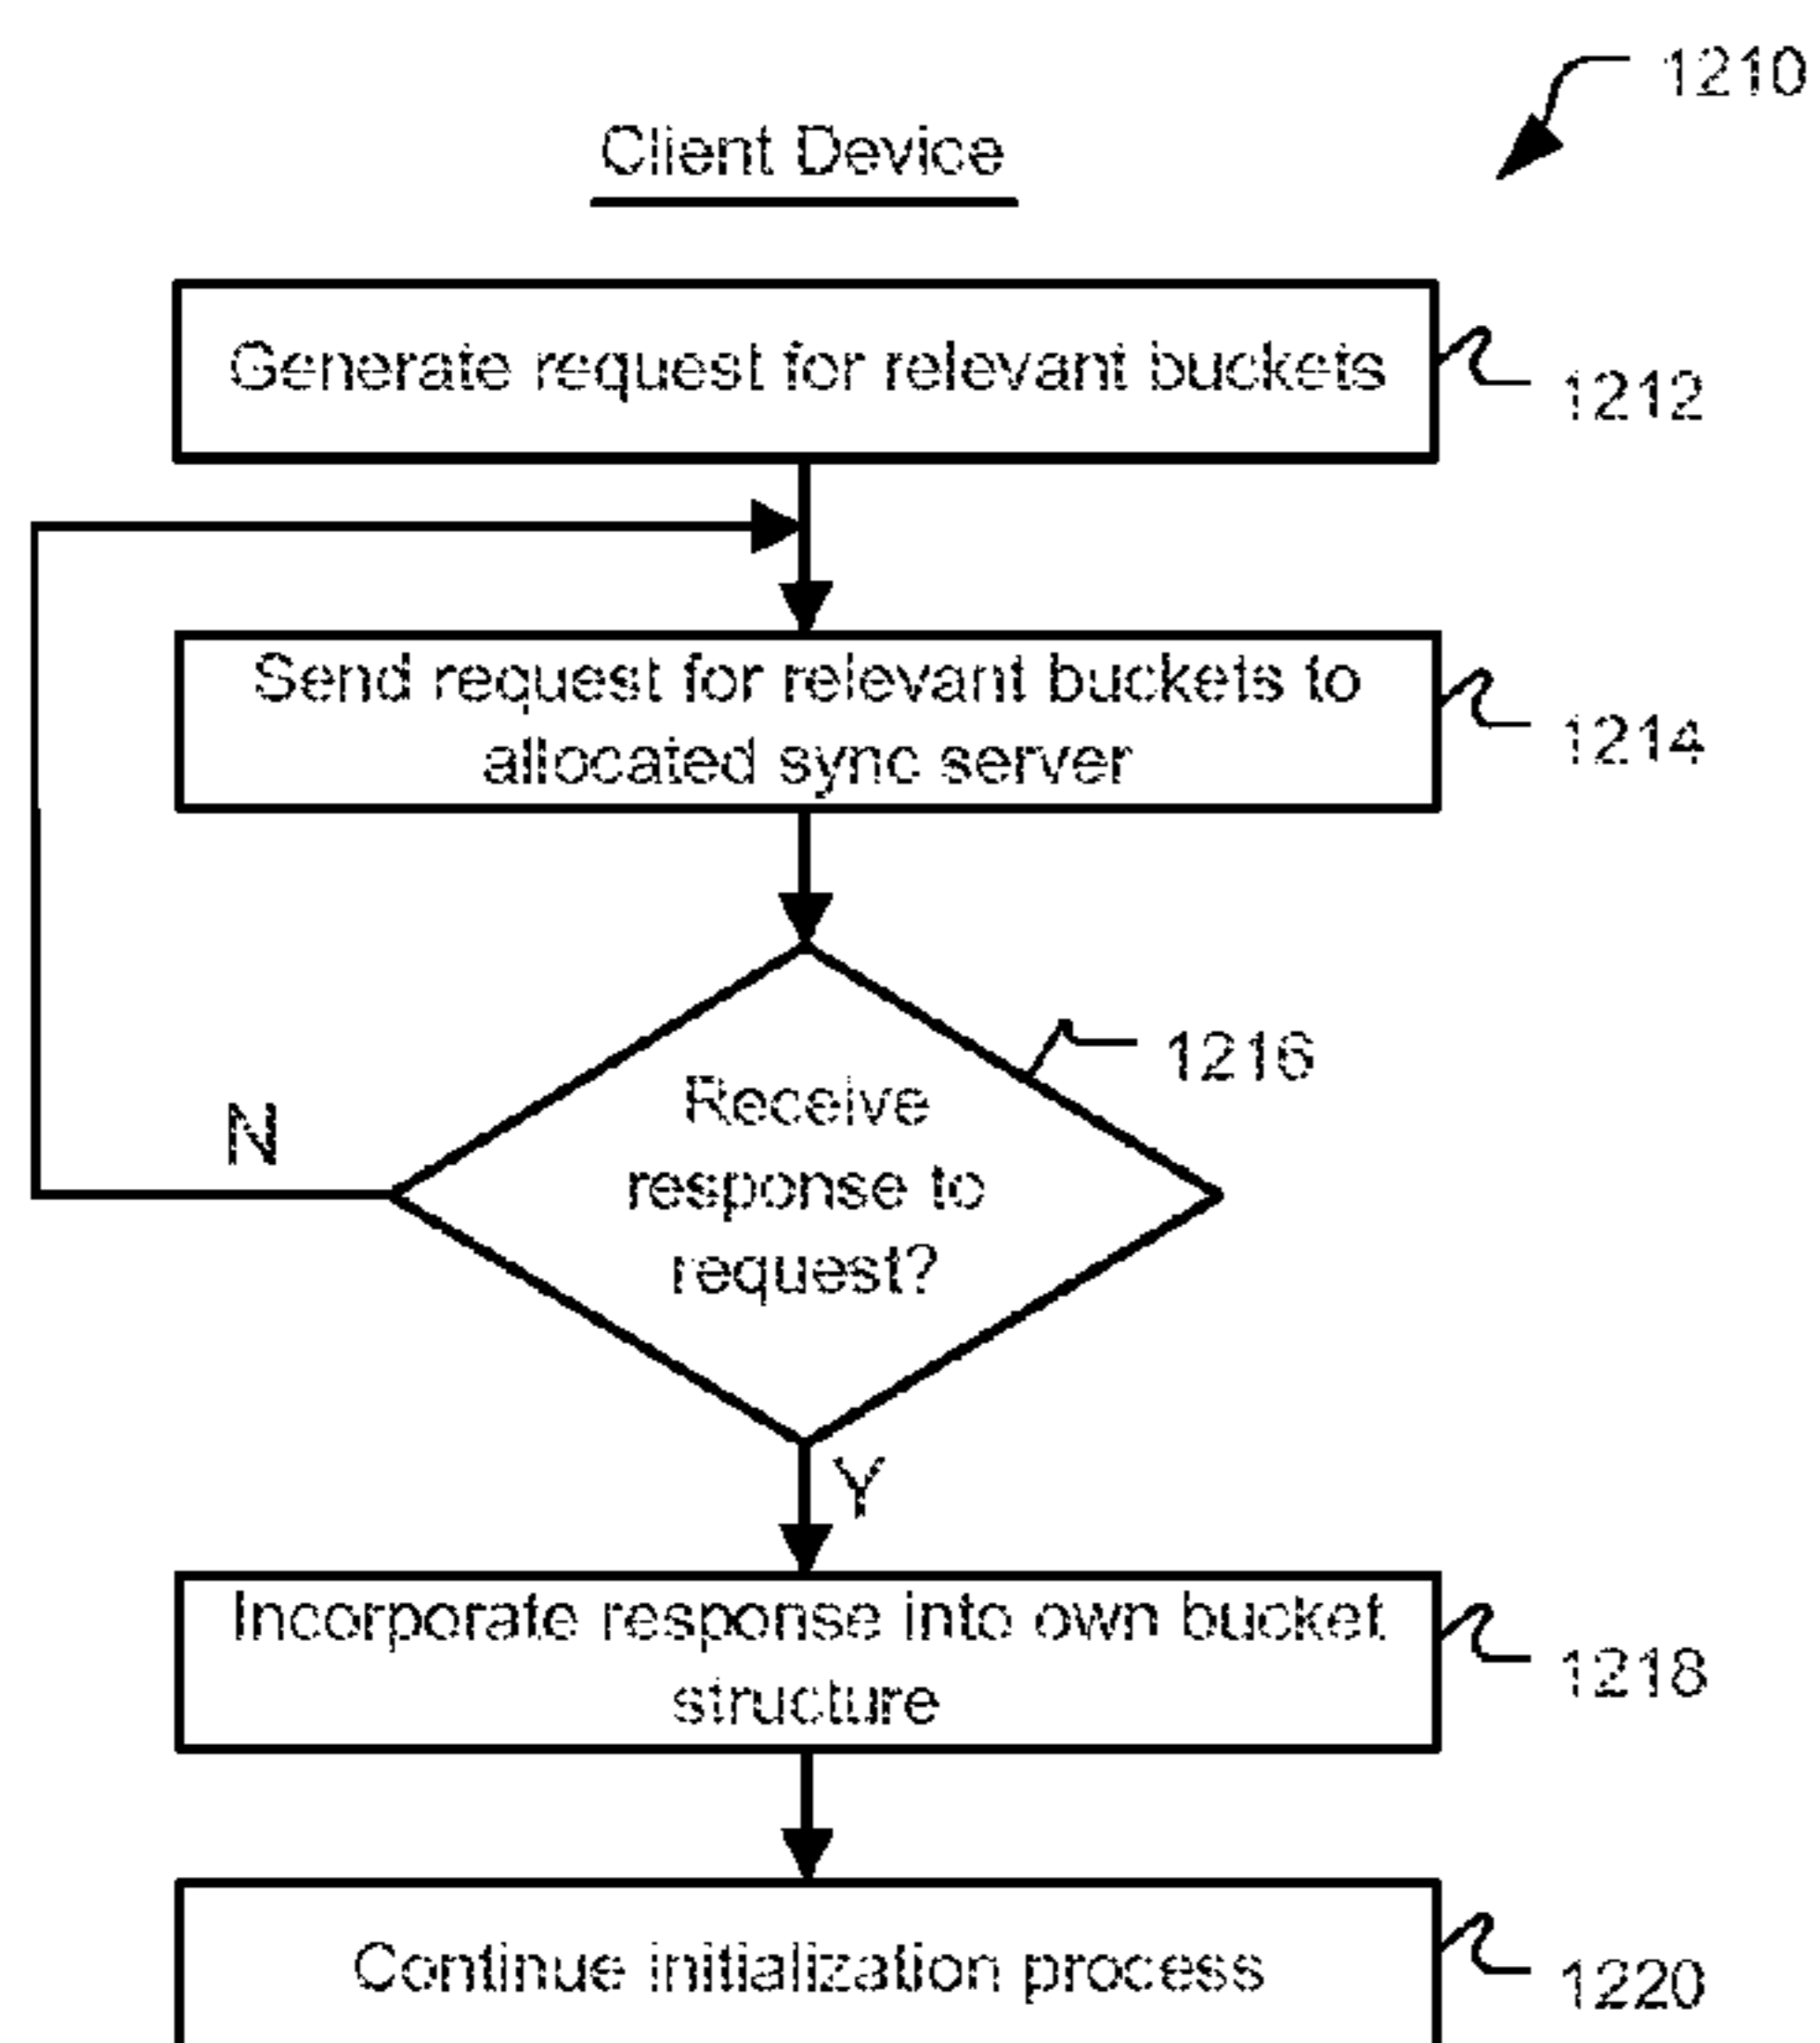 1210
Client Device
Generate request for relevant buckets
1212
Send request for relevant buckets to
allocated sync server
1214
1216
Receive
response to
request?
N
Y
Incorporate response into own bucket
structure
1218
Continue initialization process
1220